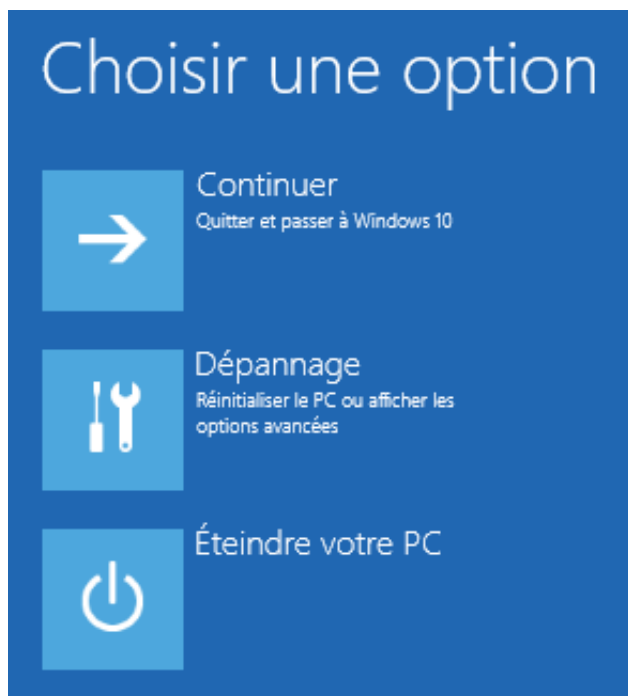 Choisir une option
Continuer
Quitter et passer à Windows 10
Dépannage
Réinitialiser le PC ou afficher les
options avancées
Éteindre votre PC